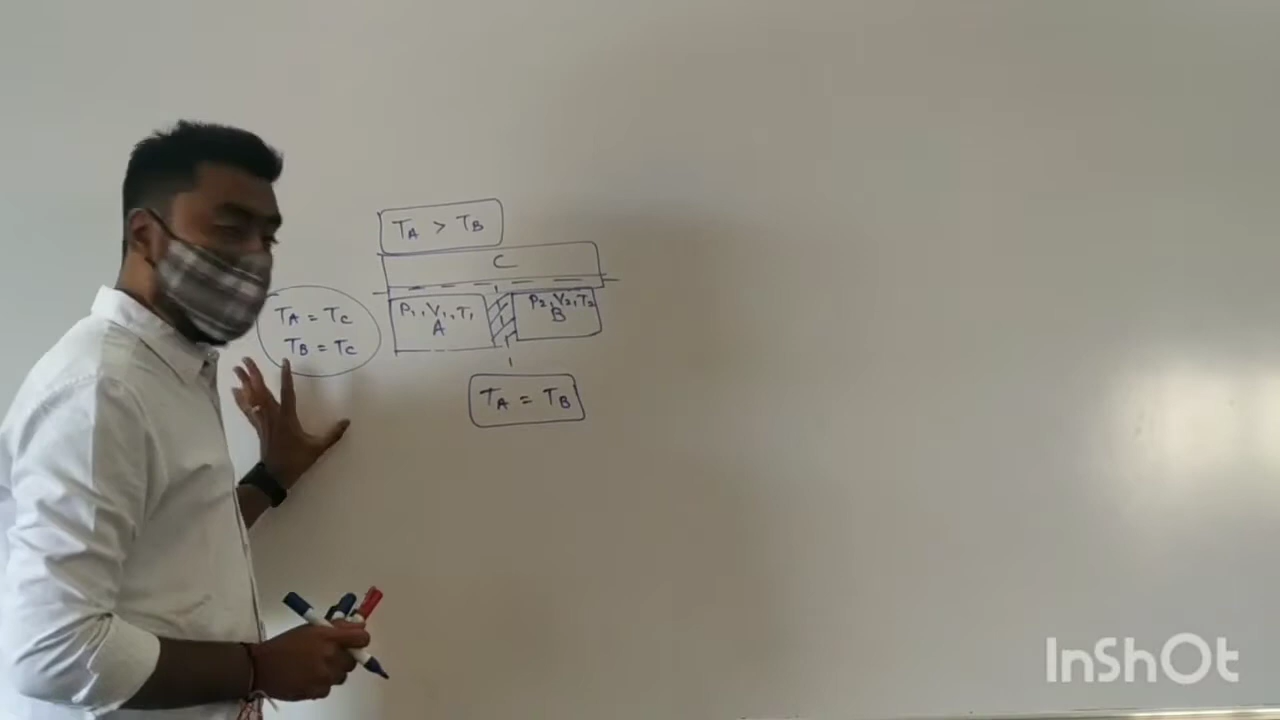 TA > TB
C
P1, V1, T1
A
P2, V2, T2
B
TA = TC
TB = TC
TA = TB
InShOt